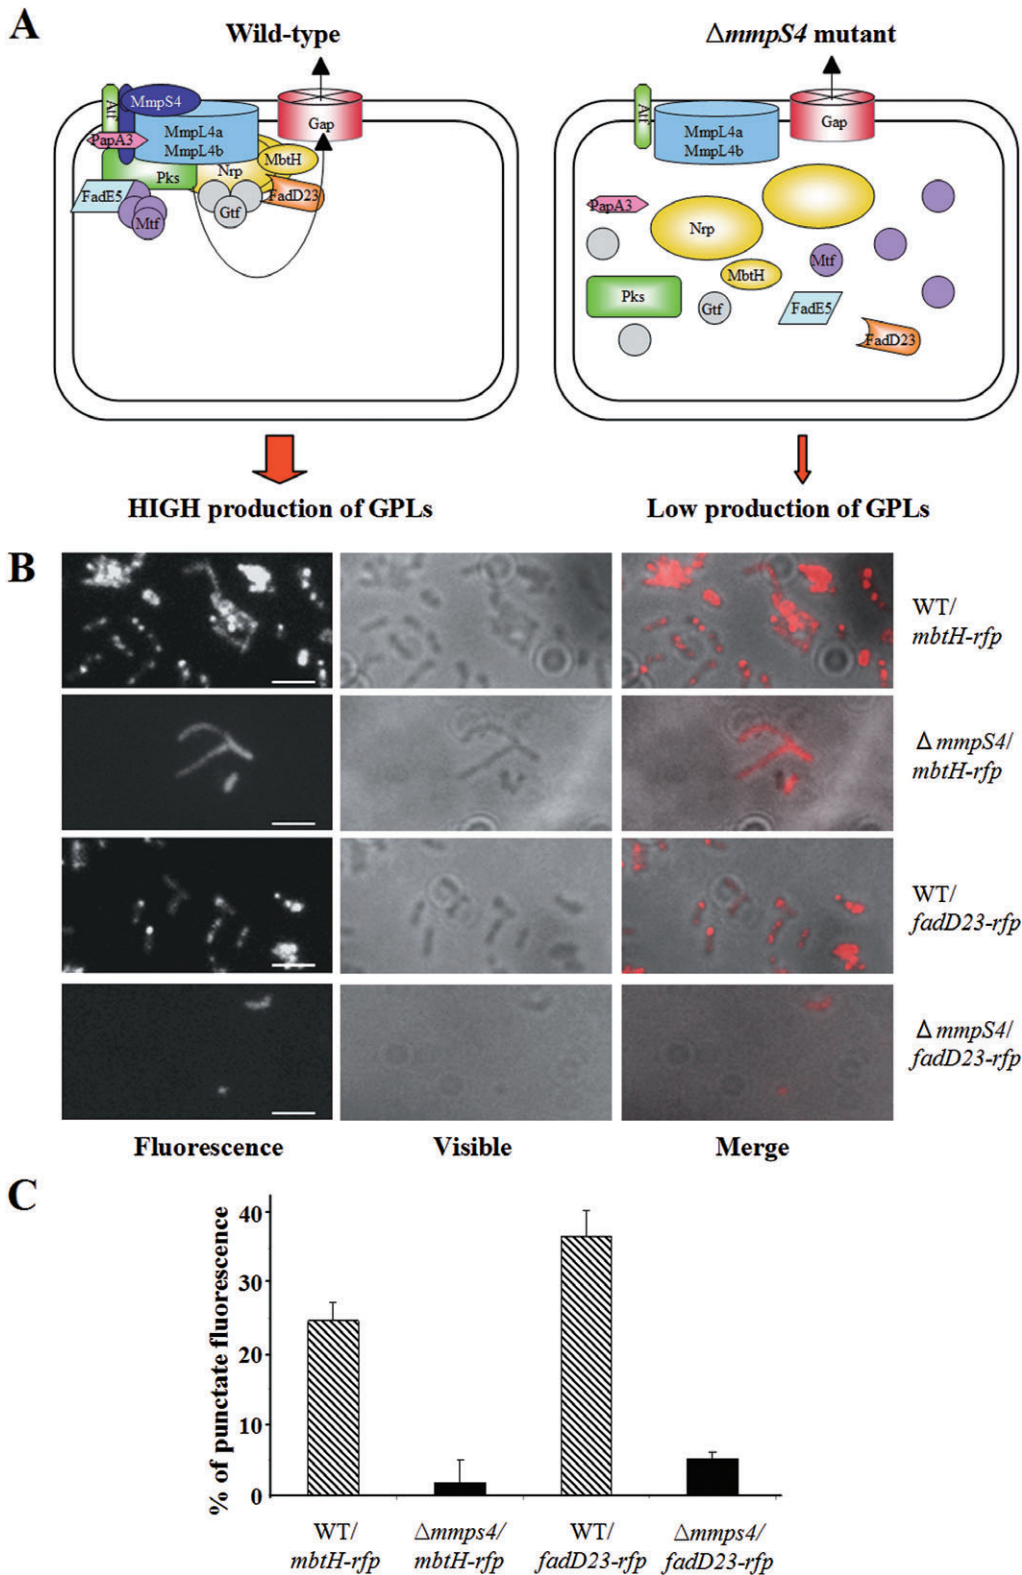 A
Wild-type
ΔmmpS4 mutant
Atf
MmpS4
PapA3
MmpL4a
MmpL4b
Gap
Pks
Nrp
MbtH
FadE5
FadD23
Mtf
Gtf
Atf
MmpL4a
MmpL4b
Gap
PapA3
Nrp
Mtf
MbtH
Pks
Gtf
FadE5
FadD23
HIGH production of GPLs
Low production of GPLs
B
WT/
mbtH-rfp
Δ mmpS4/
mbtH-rfp
WT/
fadD23-rfp
Δ mmpS4/
fadD23-rfp
Fluorescence
Visible
Merge
C
% of punctate fluorescence
40
30
20
10
0
WT/
mbtH-rfp
Δmmps4/
mbtH-rfp
WT/
fadD23-rfp
Δmmps4/
fadD23-rfp